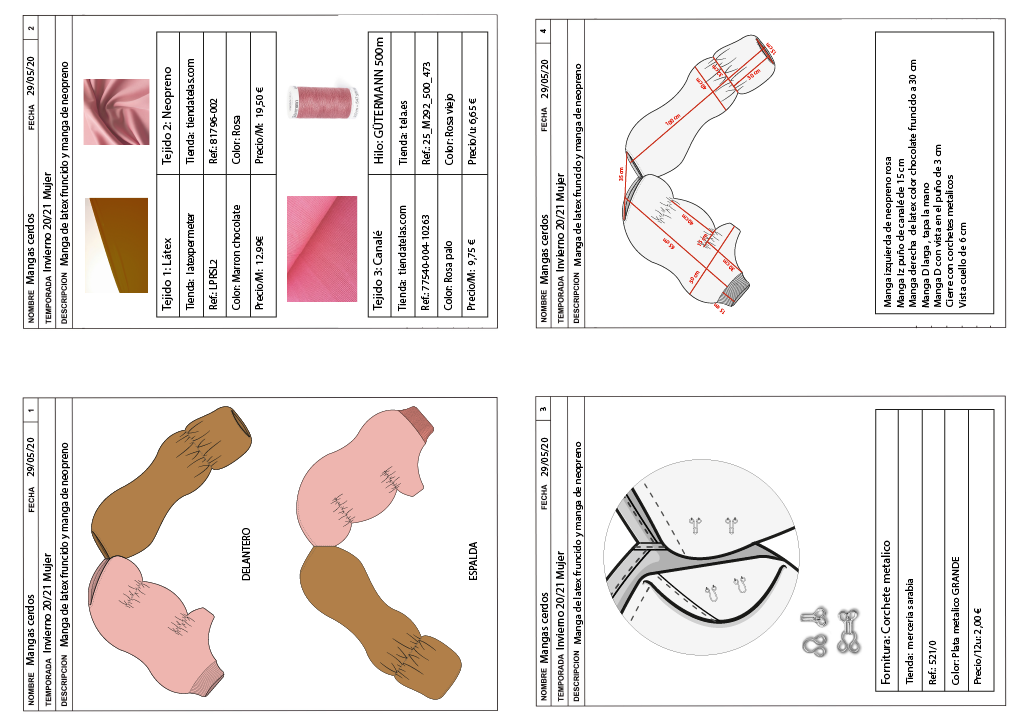 NOMBRE Mangas cerdos FECHA 29/05/20 1
TEMPORADA Invierno 20/21 Mujer
DESCRIPCION Manga de latex fruncido y manga de neopreno
DELANTERO
ESPALDA
NOMBRE Mangas cerdos FECHA 29/05/20 2
TEMPORADA Invierno 20/21 Mujer
DESCRIPCION Manga de latex fruncido y manga de neopreno
Tejido 1: Látex
Tienda: latexpermeter
Ref.: LPRSL2
Color: Marron chocolate
Precio/M: 12.99€
Tejido 2: Neopreno
Tienda: tiendatelas.com
Ref.: 81796-002
Color: Rosa
Precio/M: 19,50 €
Tejido 3: Canalé
Tienda: tiendatelas.com
Ref.: 77540-004-10263
Color: Rosa palo
Precio/M: 9,75 €
Hilo: GÜTERMANN 500m
Tienda: tela.es
Ref.: 25_M292_500_473
Color: Rosa viejo
Precio/u: 6,65 €
NOMBRE Mangas cerdos FECHA 29/05/20 3
TEMPORADA Invierno 20/21 Mujer
DESCRIPCION Manga de latex fruncido y manga de neopreno
Fornitura: Corchete metalico
Tienda: merceria sarabia
Ref.: 521/0
Color: Plata metalico GRANDE
Precio/12u: 2,00 €
NOMBRE Mangas cerdos FECHA 29/05/20 4
TEMPORADA Invierno 20/21 Mujer
DESCRIPCION Manga de latex fruncido y manga de neopreno
35 cm
190 cm
50 cm
15 cm
Manga Izquierda de neopreno rosa
Manga Iz puño de canalé de 15 cm
Manga derecha de latex color chocolate frundido a 30 cm
Manga D larga , tapa la mano
Manga D con vista en el puño de 3 cm
Cierre con corchetes metalicos
Vista cuello de 6 cm